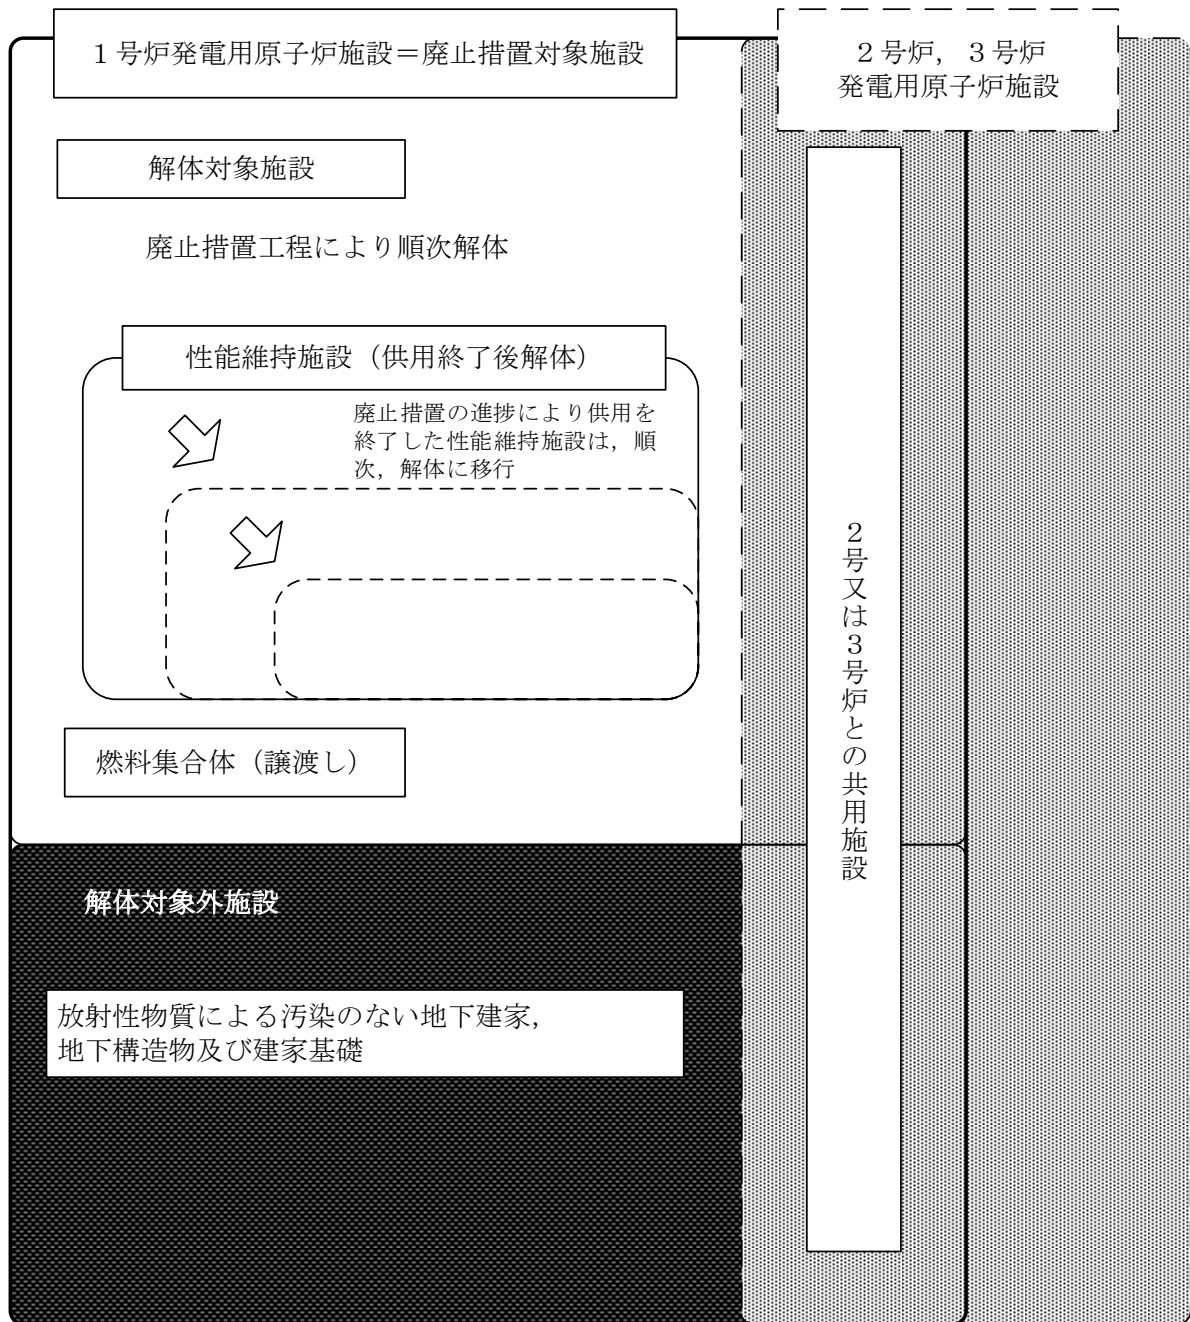 １号炉発電用原子炉施設＝廃止措置対象施設
２号炉，３号炉
発電用原子炉施設
解体対象施設
廃止措置工程により順次解体
性能維持施設（供用終了後解体）
廃止措置の進捗により供用を
終了した性能維持施設は，順
次，解体に移行
２号又は３号炉との共用施設
燃料集合体（譲渡し）
解体対象外施設
放射性物質による汚染のない地下建家，
地下構造物及び建家基礎